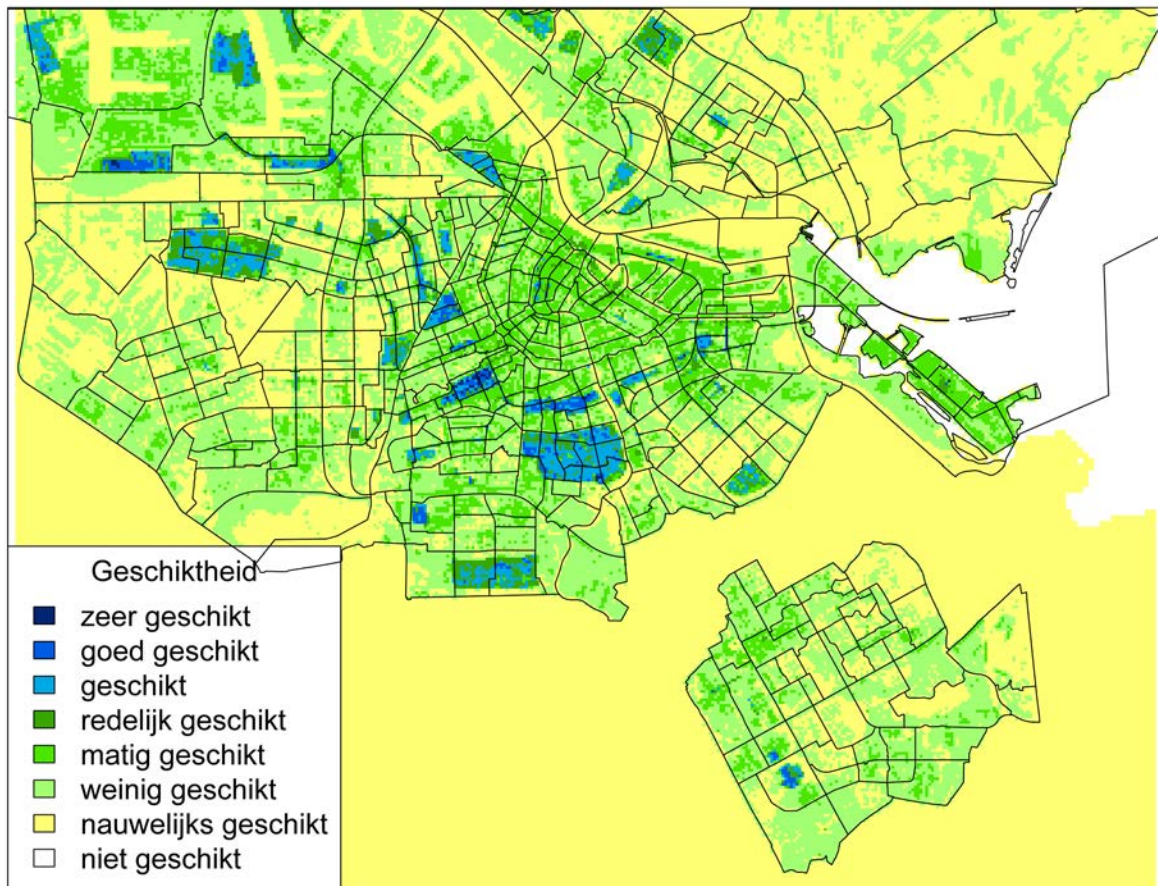 Geschiktheid
zeer geschikt
goed geschikt
geschikt
redelijk geschikt
matig geschikt
weinig geschikt
nauwelijks geschikt
niet geschikt